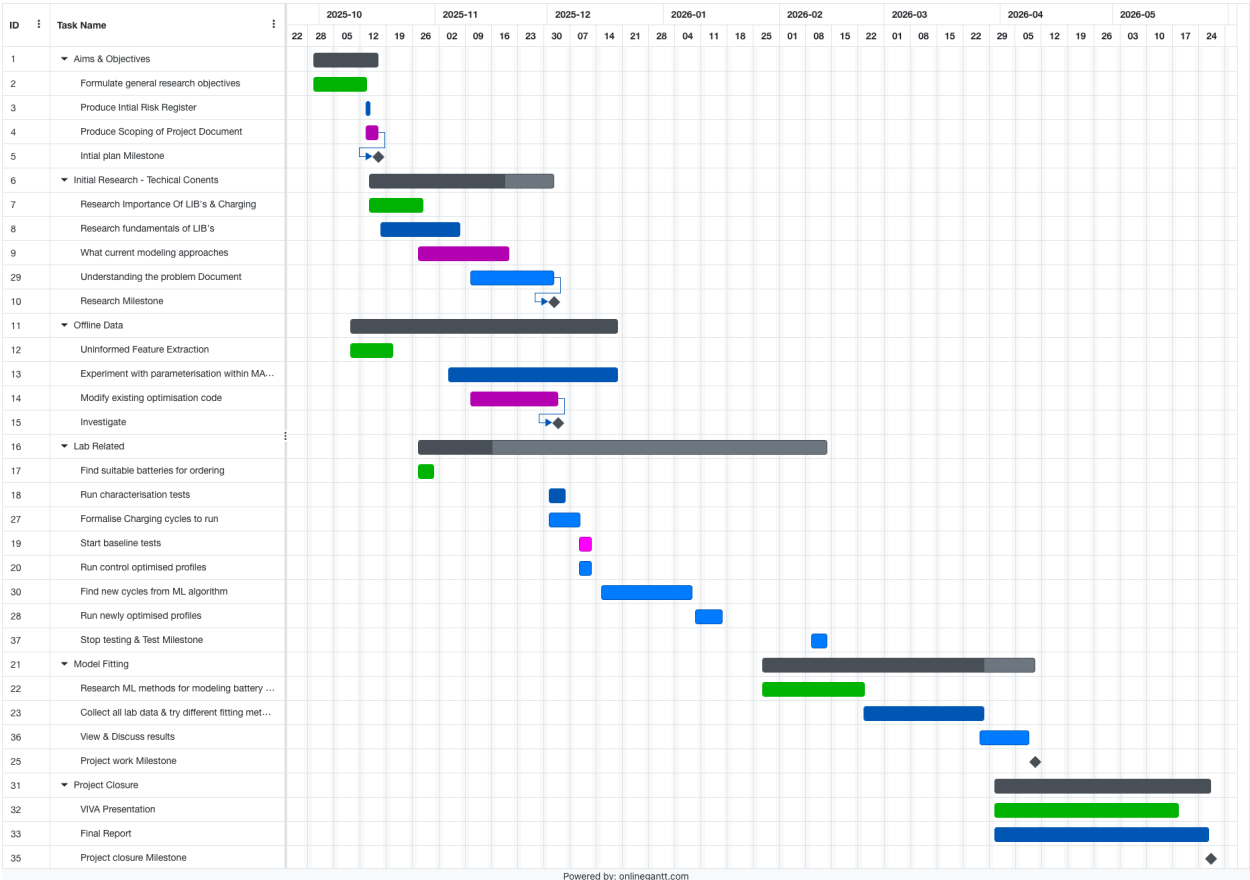 ID Task Name 2025-10 2025-11 2025-12 2026-01 2026-02 2026-03 2026-04 2026-05
22 28 05 12 19 26 02 09 16 23 30 07 14 21 28 04 11 18 25 01 08 15 22 01 08 15 22 29 05 12 19 26 03 10 17 24
1 Aims & Objectives
2 Formulate general research objectives
3 Produce Intial Risk Register
4 Produce Scoping of Project Document
5 Intial plan Milestone
6 Initial Research - Techical Conents
7 Research Importance Of LIB's & Charging
8 Research fundamentals of LIB's
9 What current modeling approaches
29 Understanding the problem Document
10 Research Milestone
11 Offline Data
12 Uninformed Feature Extraction
13 Experiment with parameterisation within MA...
14 Modify existing optimisation code
15 Investigate
16 Lab Related
17 Find suitable batteries for ordering
18 Run characterisation tests
27 Formalise Charging cycles to run
19 Start baseline tests
20 Run control optimised profiles
30 Find new cycles from ML algorithm
28 Run newly optimised profiles
37 Stop testing & Test Milestone
21 Model Fitting
22 Research ML methods for modeling battery ...
23 Collect all lab data & try different fitting met...
36 View & Discuss results
25 Project work Milestone
31 Project Closure
32 VIVA Presentation
33 Final Report
35 Project closure Milestone
Powered by: onlinegantt.com